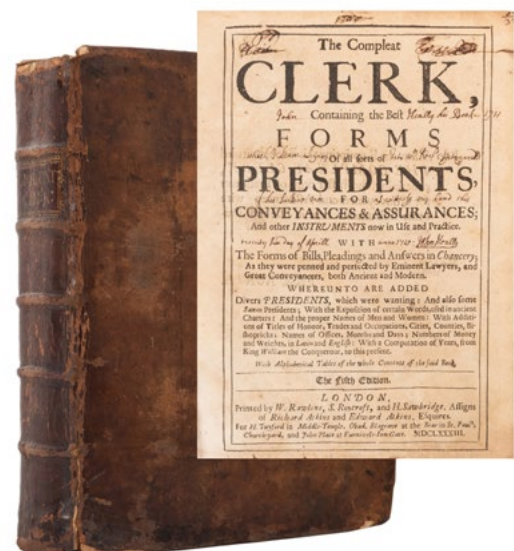 The Compleat
CLERK,
Containing the Best
FORMS
Of all sorts of
PRESIDENTS,
FOR
CONVEYANCES & ASSURANCES;
And other INSTRUMENTS now in Use and Practice.
WITH
The Forms of Bills, Pleadings and Answers in Chancery;
As they were penned and perfected by Eminent Lawyers, and
Great Conveyancers, both Ancient and Modern.
WHEREUNTO ARE ADDED
Divers PRESIDENTS, which were wanting: And also some
Presidents; With the Exposition of certain Words, used in ancient
Charters: And the proper Names of Men and Women: With Additi-
ons of Titles of Honor, Trades and Occupations, Cities, Counties, Bi-
shopricks: Names of Offices, Months and Days; Numbers of Money
and Weights, in Latin and English: With a Computation of Years, from
King William the Conqueror, to this present.
With Alphabetical Tables of the whole Contents of the said Book.
The Fifth Edition.
LONDON,
Printed by W. Rawlins, S. Roycroft, and H. Sawbridge, Assigns
of Richard Atkins and Edward Atkins, Esquires.
For H. Twyford in Middle-Temple, Obad. Blagrave at the Bear in St. Pauls
Church-yard, and John Place at Furnivals-Inn-Gate. MDCLXXXIII.